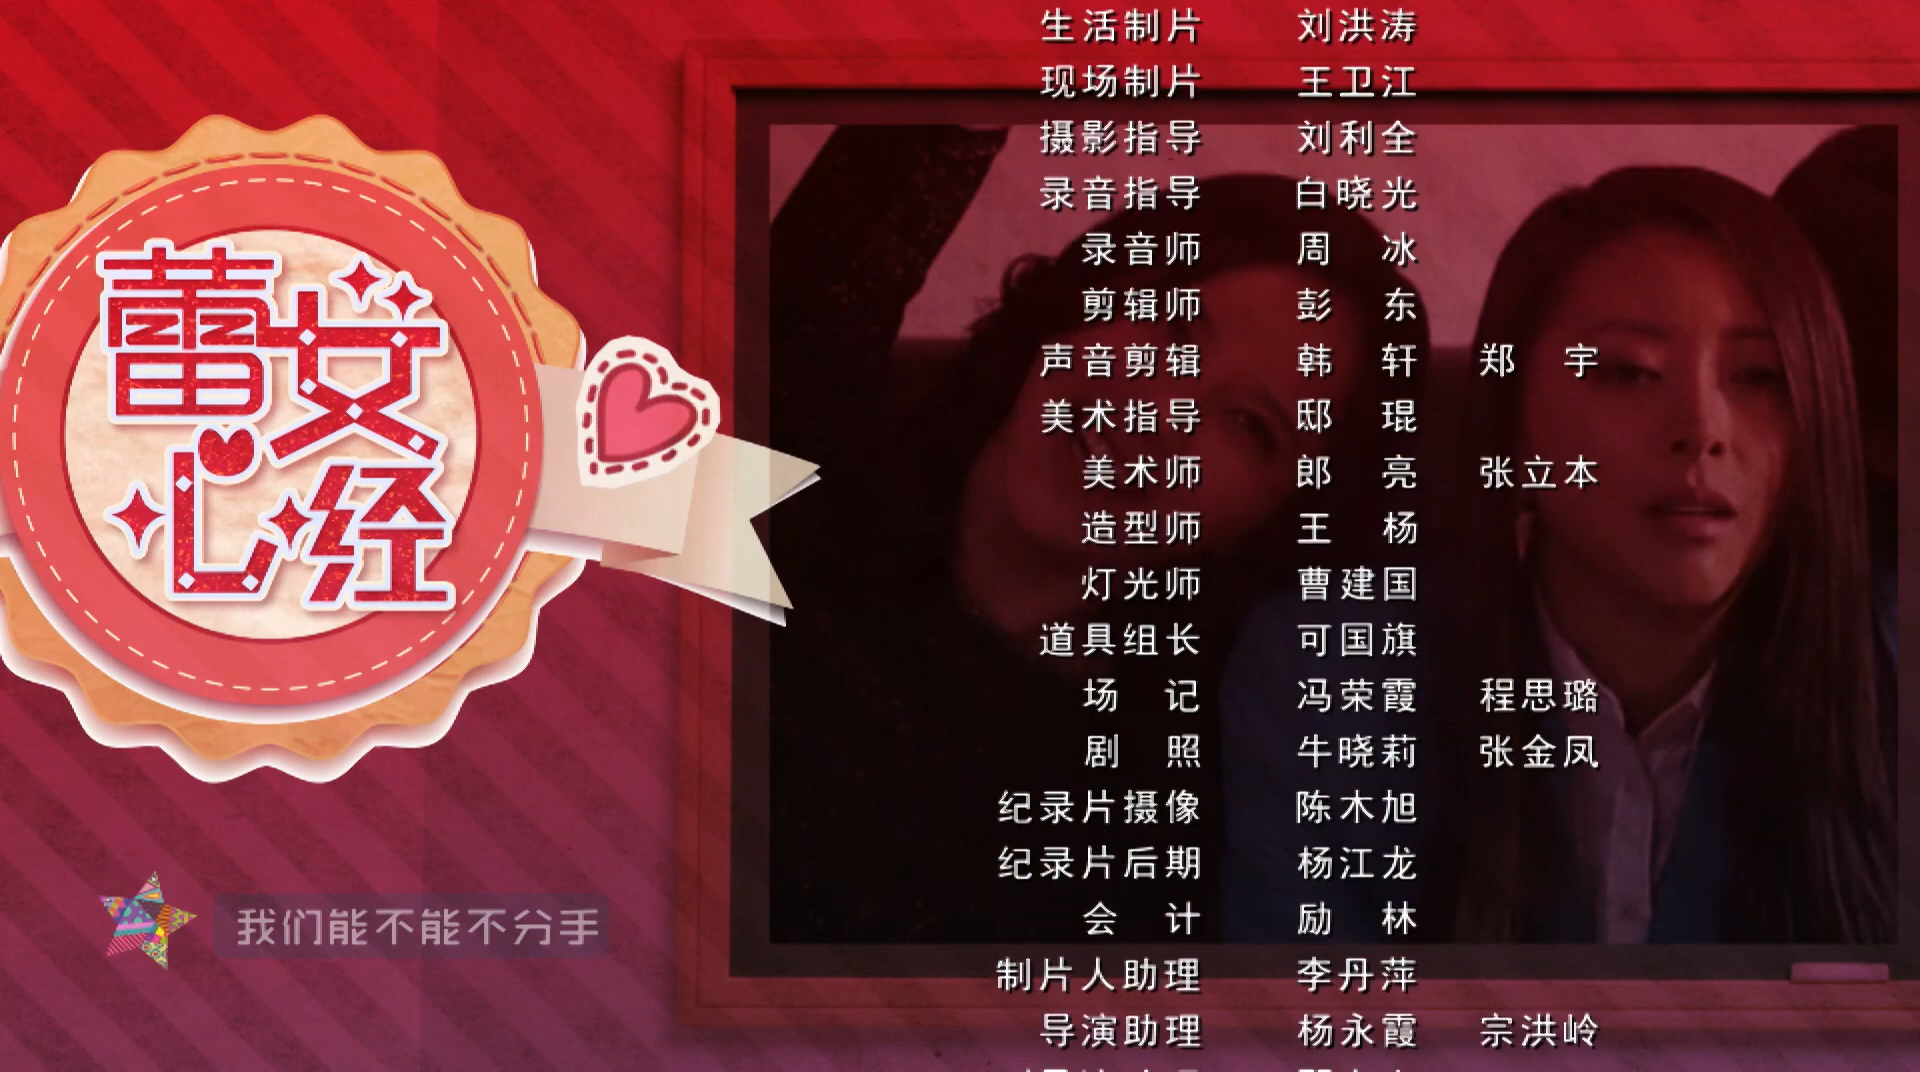 蕾女
心经
我们能不能不分手
生活制片 刘洪涛
现场制片 王卫江
摄影指导 刘利全
录音指导 白晓光
录音师 周冰
剪辑师 彭东
声音剪辑 韩轩 郑宇
美术指导 邸琨
美术师 郎亮 张立本
造型师 王杨
灯光师 曹建国
道具组长 可国旗
场记 冯荣霞 程思璐
剧照 牛晓莉 张金凤
纪录片摄像 陈木旭
纪录片后期 杨江龙
会计 励林
制片人助理 李丹萍
导演助理 杨永霞 宗洪岭